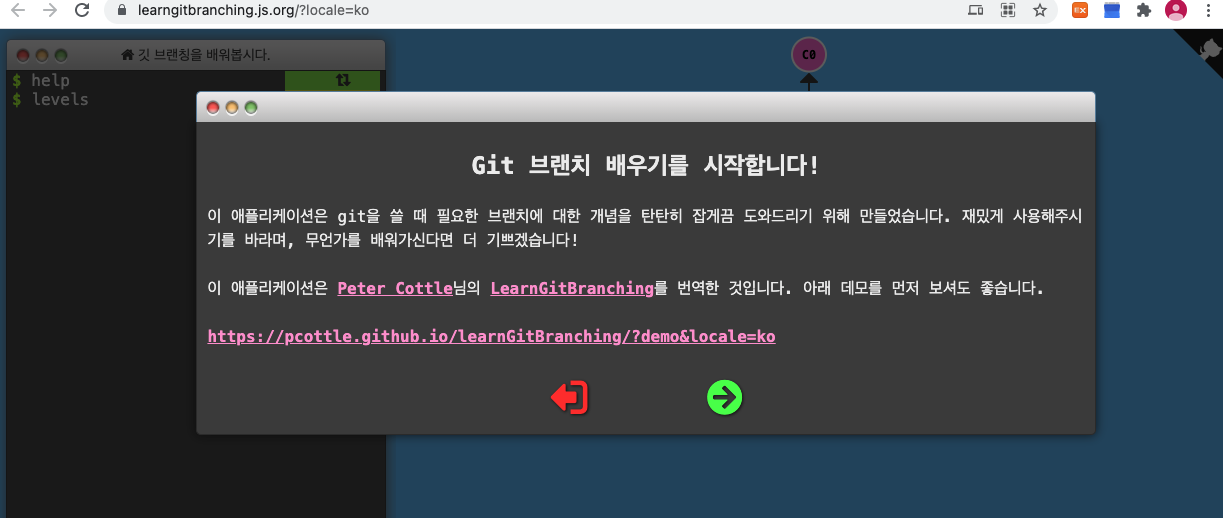 learngitbranching.js.org/?locale=ko
깃 브랜칭을 배워봅시다.
$ help
$ levels
C0
Git 브랜치 배우기를 시작합니다!
이 애플리케이션은 git을 쓸 때 필요한 브랜치에 대한 개념을 탄탄히 잡게끔 도와드리기 위해 만들었습니다. 재밌게 사용해주시
기를 바라며, 무언가를 배워가신다면 더 기쁘겠습니다!
이 애플리케이션은 Peter Cottle님의 LearnGitBranching를 번역한 것입니다. 아래 데모를 먼저 보셔도 좋습니다.
https://pcottle.github.io/learnGitBranching/?demo&locale=ko